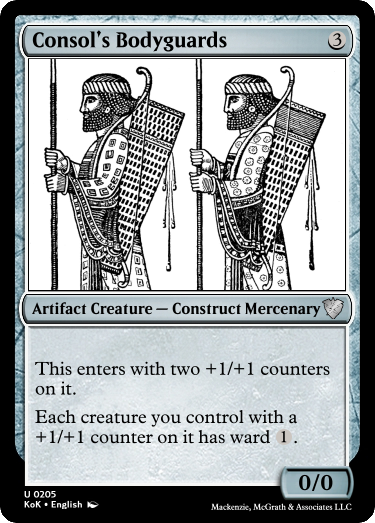 Consol's Bodyguards 3
Artifact Creature — Construct Mercenary
This enters with two +1/+1 counters
on it.
Each creature you control with a
+1/+1 counter on it has ward 1.
0/0
U 0205
KoK • English
Mackenzie, McGrath & Associates LLC